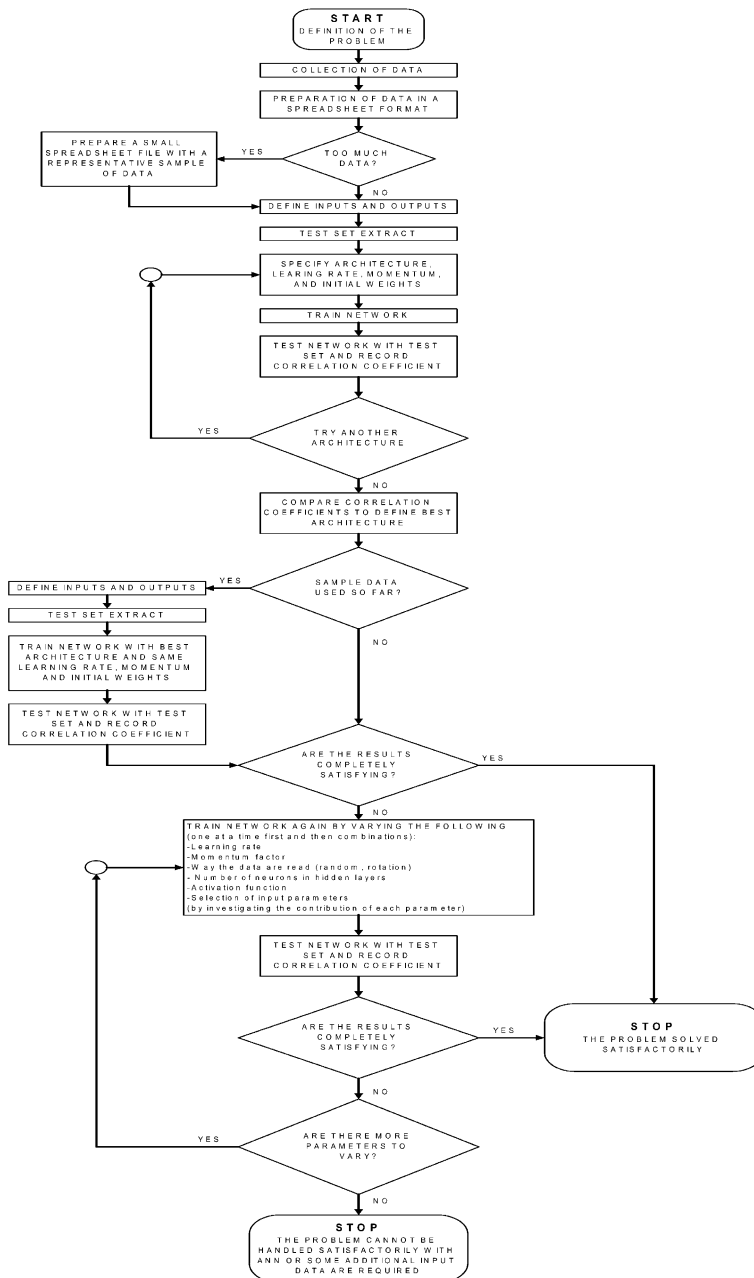 START
DEFINITION OF THE
PROBLEM
COLLECTION OF DATA
PREPARATION OF DATA IN A
SPREADSHEET FORMAT
PREPARE A SMALL
SPREADSHEET FILE WITH A
REPRESENTATIVE SAMPLE
OF DATA
YES
TOO MUCH
DATA?
NO
DEFINE INPUTS AND OUTPUTS
TEST SET EXTRACT
SPECIFY ARCHITECTURE,
LEARING RATE, MOMENTUM,
AND INITIAL WEIGHTS
TRAIN NETWORK
TEST NETWORK WITH TEST
SET AND RECORD
CORRELATION COEFFICIENT
YES
TRY ANOTHER
ARCHITECTURE
NO
COMPARE CORRELATION
COEFFICIENTS TO DEFINE BEST
ARCHITECTURE
YES
SAMPLE DATA
USED SO FAR?
NO
DEFINE INPUTS AND OUTPUTS
TEST SET EXTRACT
TRAIN NETWORK WITH BEST
ARCHITECTURE AND SAME
LEARNING RATE, MOMENTUM
AND INITIAL WEIGHTS
TEST NETWORK WITH TEST
SET AND RECORD
CORRELATION COEFFICIENT
ARE THE RESULTS
COMPLETELY
SATISFYING?
YES
NO
TRAIN NETWORK AGAIN BY VARYING THE FOLLOWING
(one at a time first and then combinations):
-Learning rate
-Momentum factor
-Way the data are read (random, rotation)
- Number of neurons in hidden layers
-Activation function
-Selection of input parameters
(by investigating the contribution of each parameter)
TEST NETWORK WITH TEST
SET AND RECORD
CORRELATION COEFFICIENT
ARE THE RESULTS
COMPLETELY
SATISFYING?
YES
STOP
THE PROBLEM SOLVED
SATISFACTORILY
NO
YES
ARE THERE MORE
PARAMETERS TO
VARY?
NO
STOP
THE PROBLEM CANNOT BE
HANDLED SATISFACTORILY WITH
ANN OR SOME ADDITIONAL INPUT
DATA ARE REQUIRED